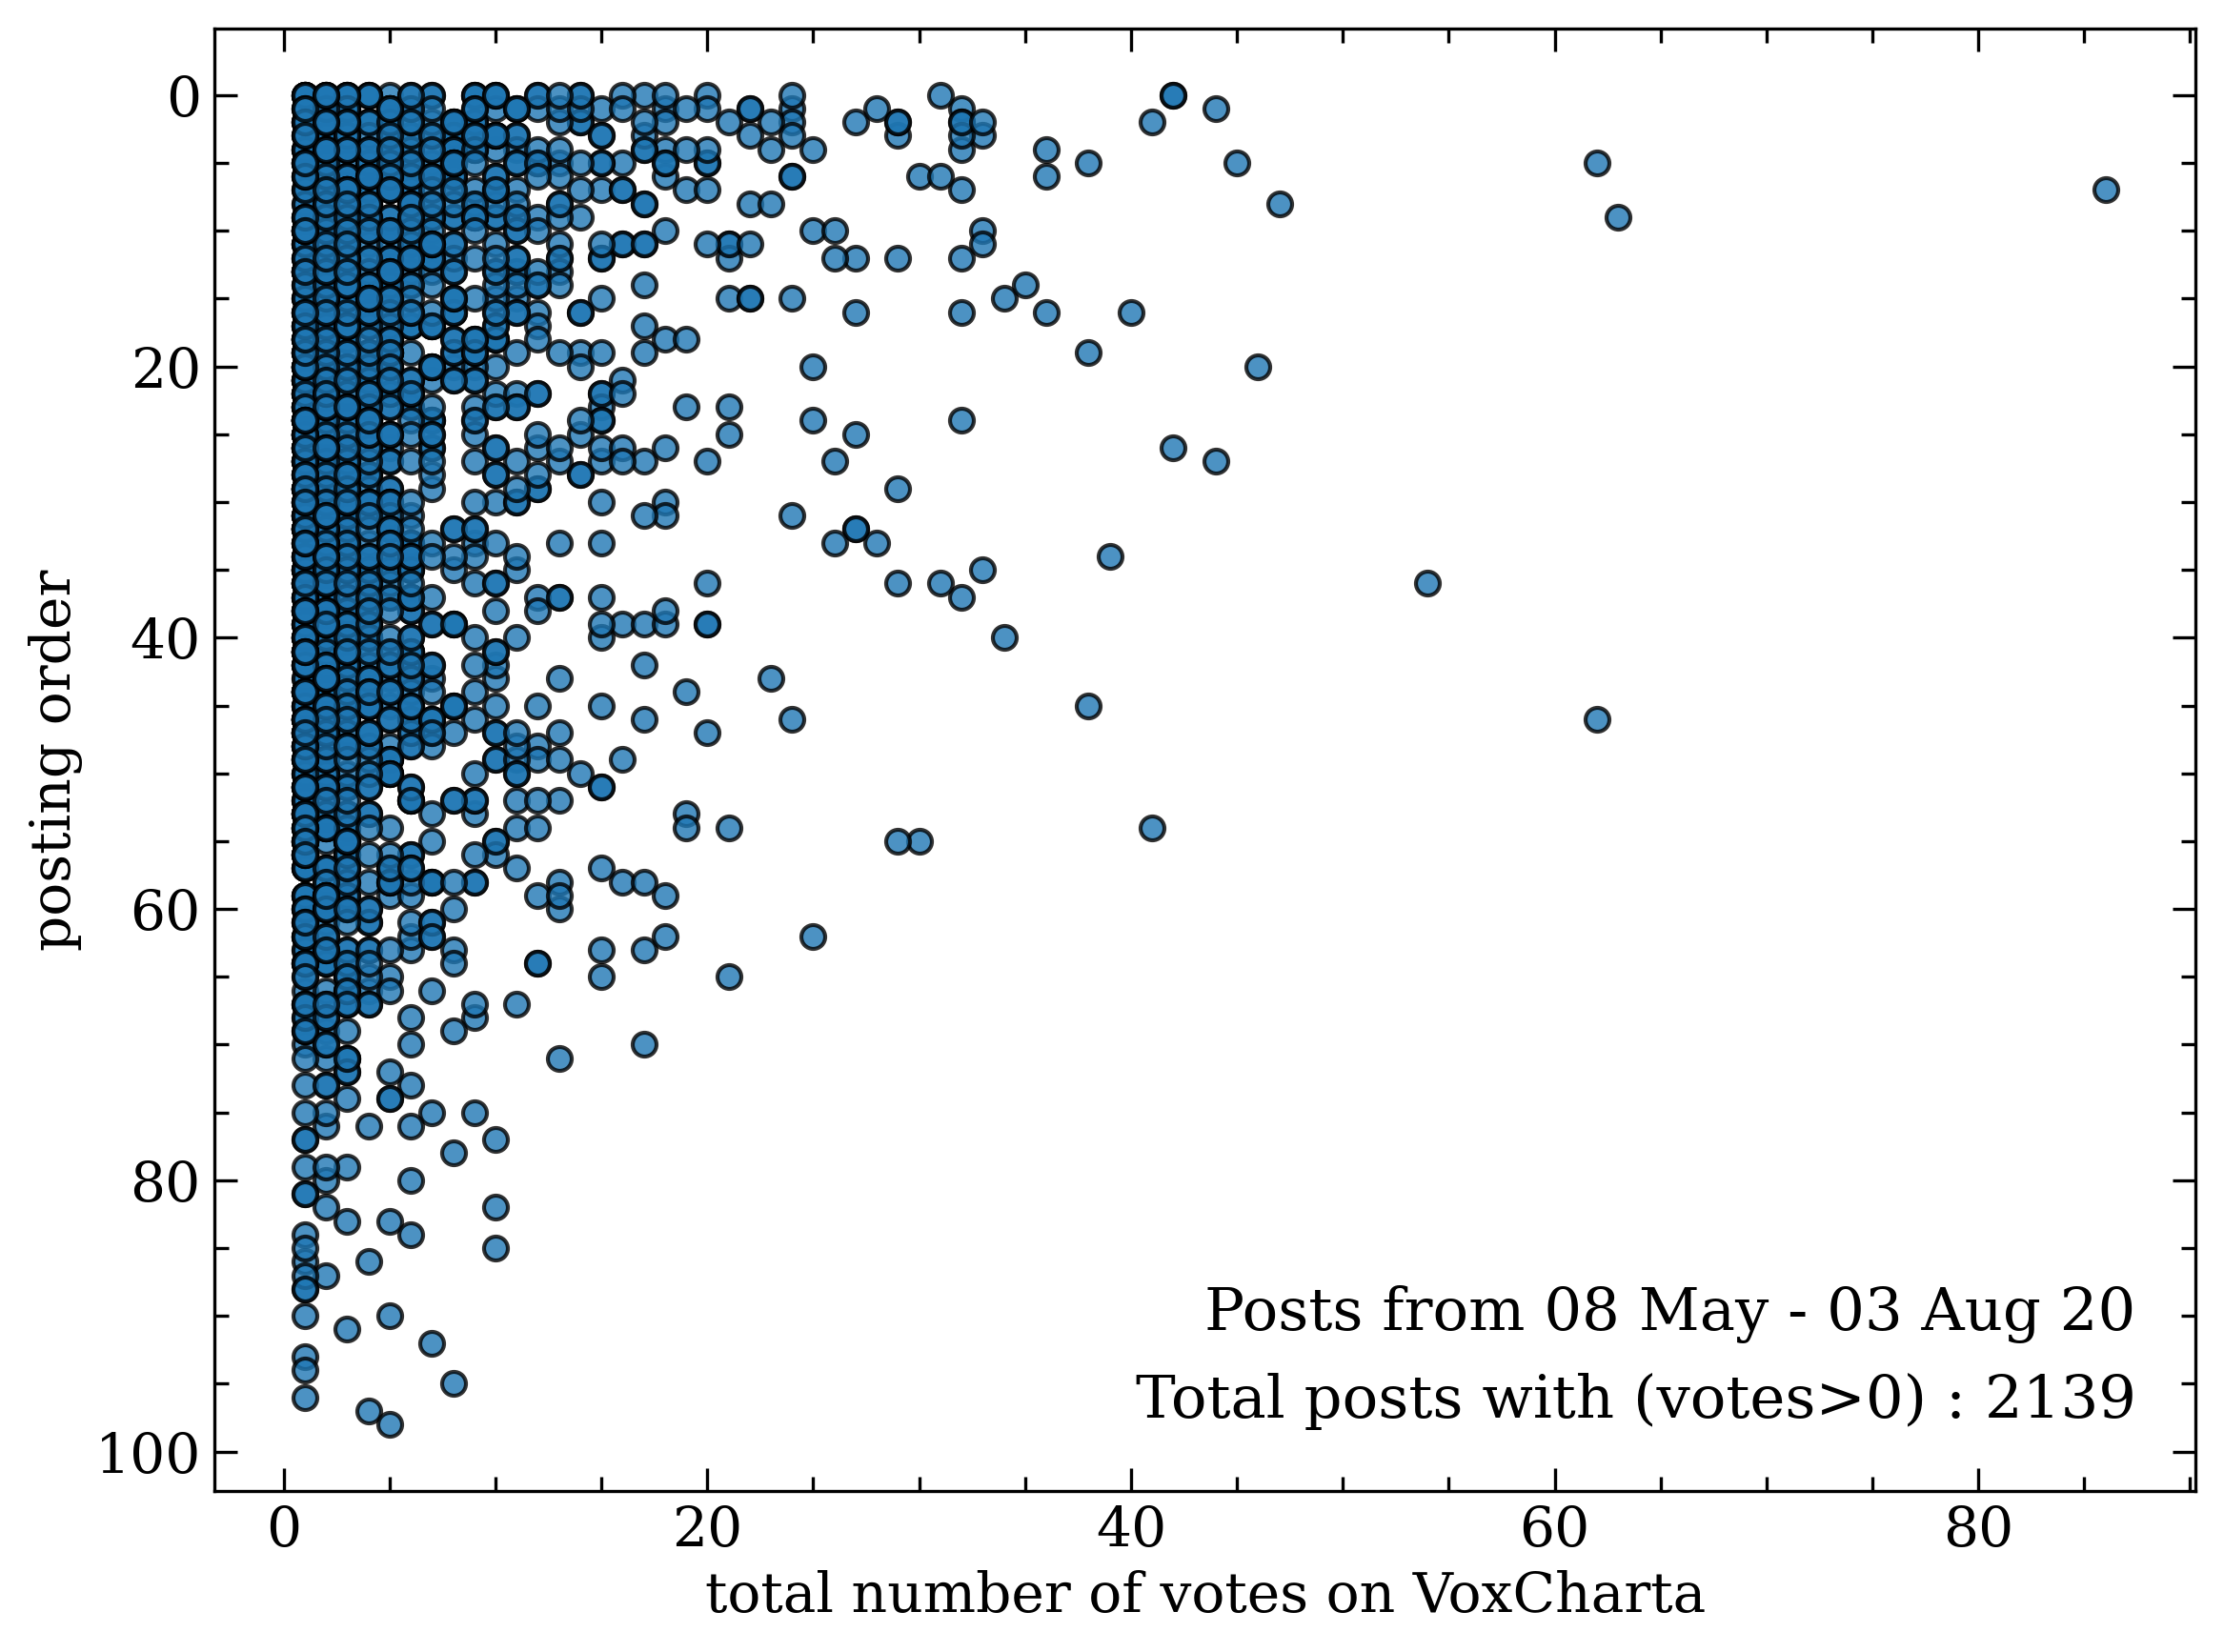 0
20
40
60
80
100
posting order
Posts from 08 May - 03 Aug 20
Total posts with (votes>0) : 2139
0 20 40 60 80
total number of votes on VoxCharta